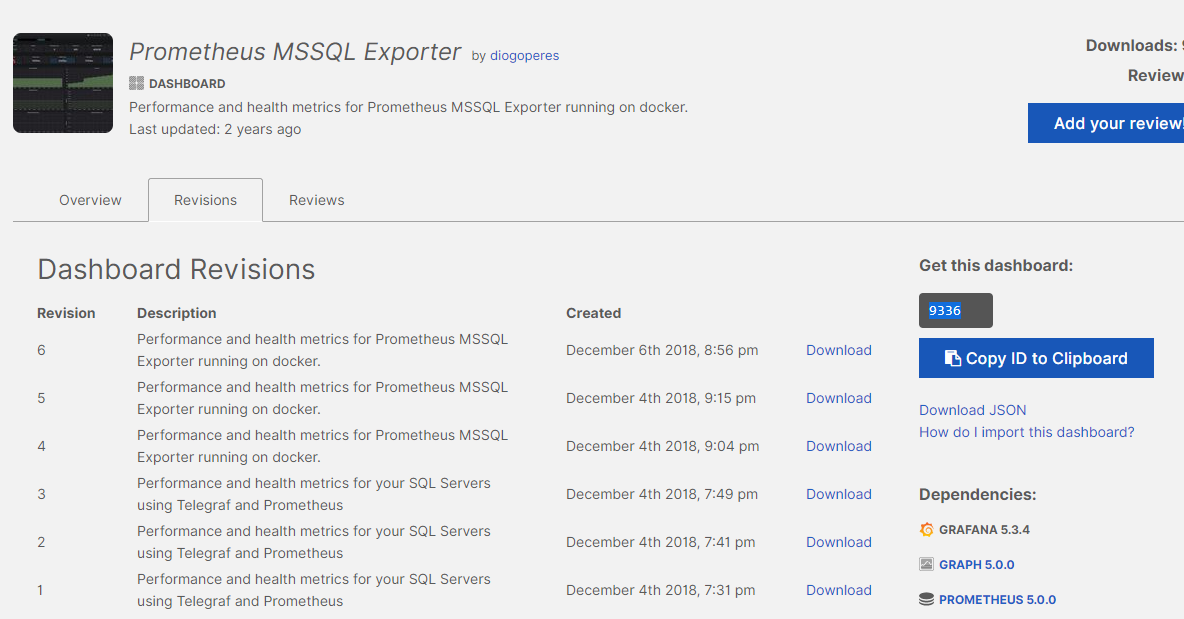 Prometheus MSSQL Exporter by diogoperes
DASHBOARD
Performance and health metrics for Prometheus MSSQL Exporter running on docker.
Last updated: 2 years ago
Downloads:
Review
Add your review!
Overview Revisions Reviews
Dashboard Revisions
Revision Description Created
6 Performance and health metrics for Prometheus MSSQL
Exporter running on docker. December 6th 2018, 8:56 pm Download
5 Performance and health metrics for Prometheus MSSQL
Exporter running on docker. December 4th 2018, 9:15 pm Download
4 Performance and health metrics for Prometheus MSSQL
Exporter running on docker. December 4th 2018, 9:04 pm Download
3 Performance and health metrics for your SQL Servers
using Telegraf and Prometheus December 4th 2018, 7:49 pm Download
2 Performance and health metrics for your SQL Servers
using Telegraf and Prometheus December 4th 2018, 7:41 pm Download
1 Performance and health metrics for your SQL Servers
using Telegraf and Prometheus December 4th 2018, 7:31 pm Download
Get this dashboard:
9336
Copy ID to Clipboard
Download JSON
How do I import this dashboard?
Dependencies:
GRAFANA 5.3.4
GRAPH 5.0.0
PROMETHEUS 5.0.0